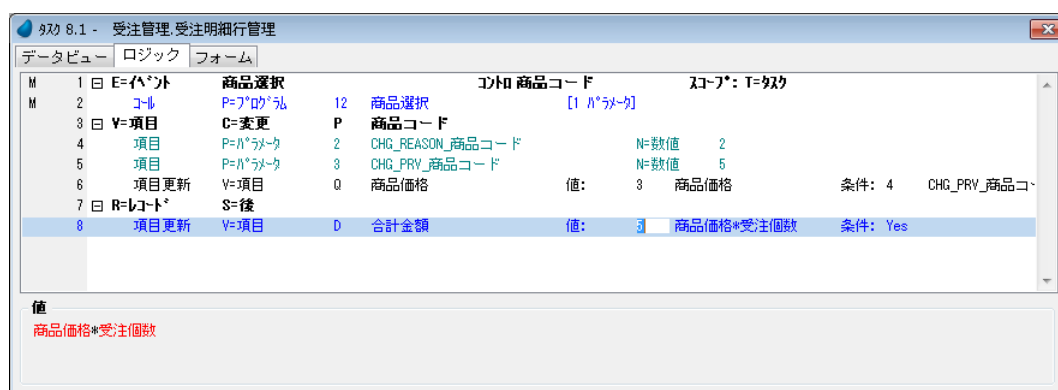 ﾀｽｸ 8.1 - 受注管理.受注明細行管理
データビュー ロジック フォーム
M 1 E=ｲﾍﾞﾝﾄ 商品選択 ｺﾝﾄﾛ 商品コード ｽｺｰﾌﾟ: T=ﾀｽｸ
M 2 ｺｰﾙ P=ﾌﾟﾛｸﾞﾗﾑ 12 商品選択 [1 ﾊﾟﾗﾒｰﾀ]
3 V=項目 C=変更 P 商品コード
4 項目 P=ﾊﾟﾗﾒｰﾀ 2 CHG_REASON_商品コード N=数値 2
5 項目 P=ﾊﾟﾗﾒｰﾀ 3 CHG_PRV_商品コード N=数値 5
6 項目更新 V=項目 Q 商品価格 値: 3 商品価格 条件: 4 CHG_PRV_商品コ
7 R=ﾚｺｰﾄﾞ S=後
8 項目更新 V=項目 D 合計金額 値: 5 商品価格*受注個数 条件: Yes
値
商品価格*受注個数